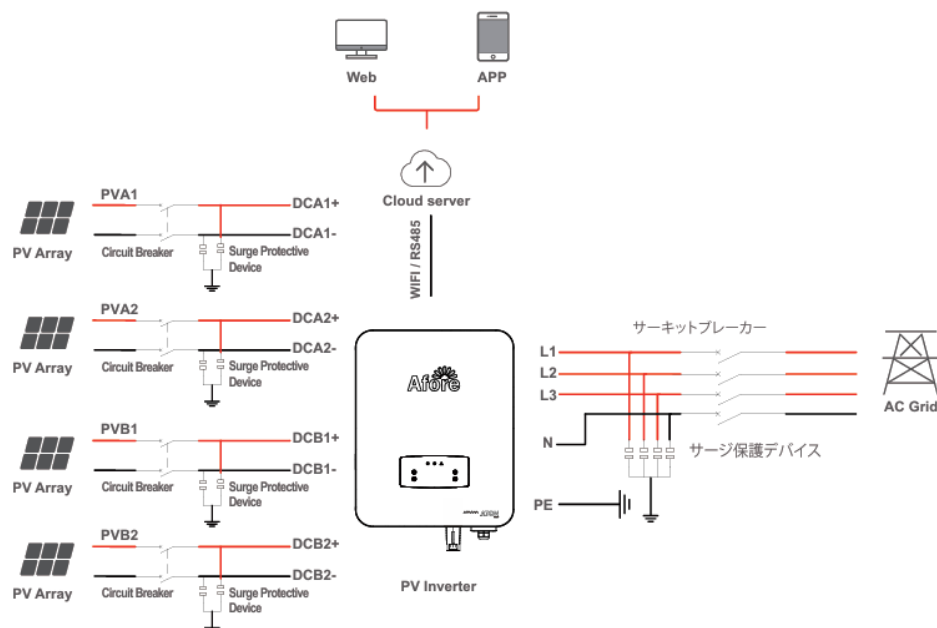 Web
APP
Cloud server
WIFI / RS485
PVA1
DCA1+
DCA1-
PV Array
Circuit Breaker
Surge Protective
Device
PVA2
DCA2+
DCA2-
PV Array
Circuit Breaker
Surge Protective
Device
PVB1
DCB1+
DCB1-
PV Array
Circuit Breaker
Surge Protective
Device
PVB2
DCB2+
DCB2-
PV Array
Circuit Breaker
Surge Protective
Device
Afore
PV Inverter
サーキットブレーカー
L1
L2
L3
N
PE
サージ保護デバイス
AC Grid